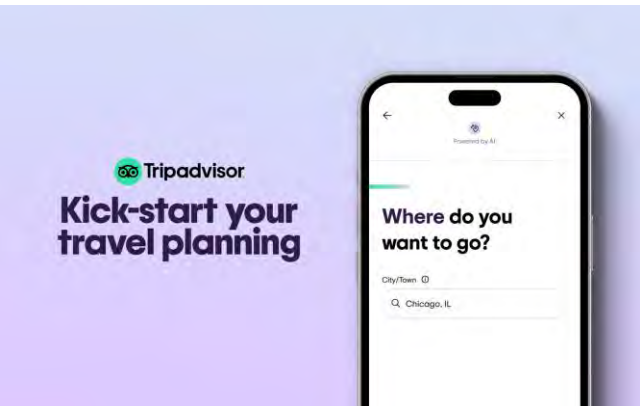 Tripadvisor
Kick-start your
travel planning
Powered by AI
Where do you
want to go?
City/Town
Chicago, IL